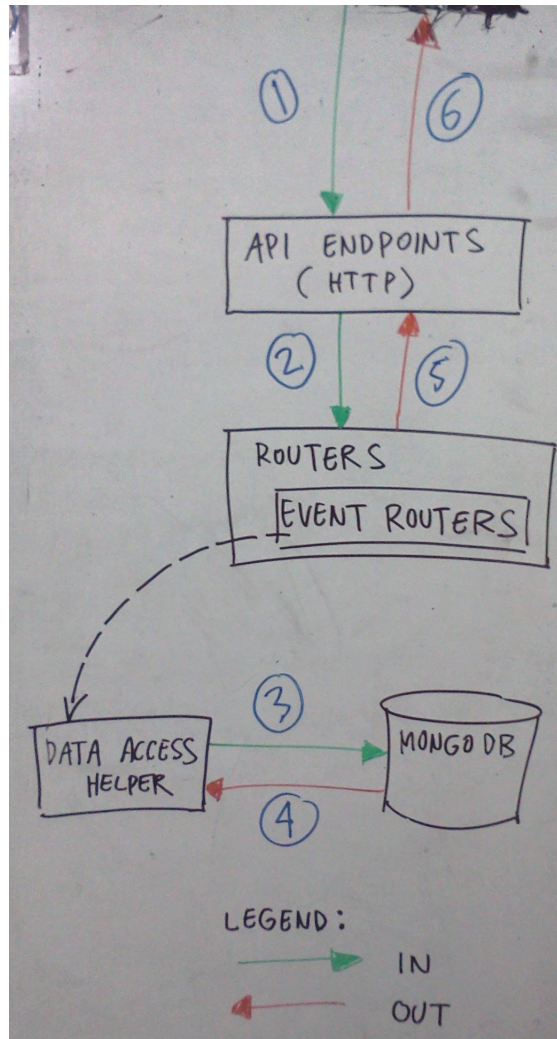 1
6
API ENDPOINTS
(HTTP)
2
5
ROUTERS
EVENT ROUTERS
3
DATA ACCESS
HELPER
MONGO DB
4
LEGEND:
IN
OUT